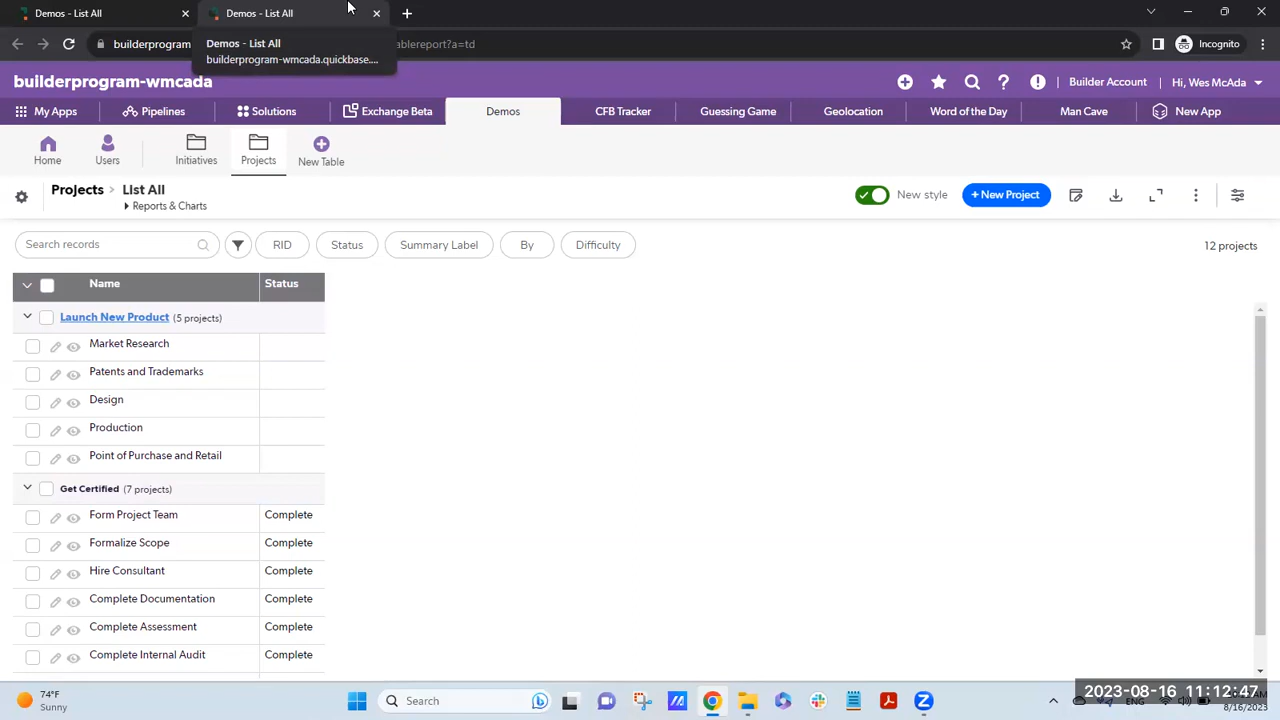 Demos - List All
Demos - List All
builderprogram
ablereport?a=td
Incognito
Demos - List All
builderprogram-wmcada.quickbase....
builderprogram-wmcada
Builder Account
Hi, Wes McAda
My Apps
Pipelines
Solutions
Exchange Beta
Demos
CFB Tracker
Guessing Game
Geolocation
Word of the Day
Man Cave
New App
Home
Users
Initiatives
Projects
New Table
Projects > List All
Reports & Charts
New style
+ New Project
Search records
RID
Status
Summary Label
By
Difficulty
12 projects
Name
Status
Launch New Product (5 projects)
Market Research
Patents and Trademarks
Design
Production
Point of Purchase and Retail
Get Certified (7 projects)
Form Project Team Complete
Formalize Scope Complete
Hire Consultant Complete
Complete Documentation Complete
Complete Assessment Complete
Complete Internal Audit Complete
74°F
Sunny
Search
ENG
2023-08-16 11:12:47
8/16/2023